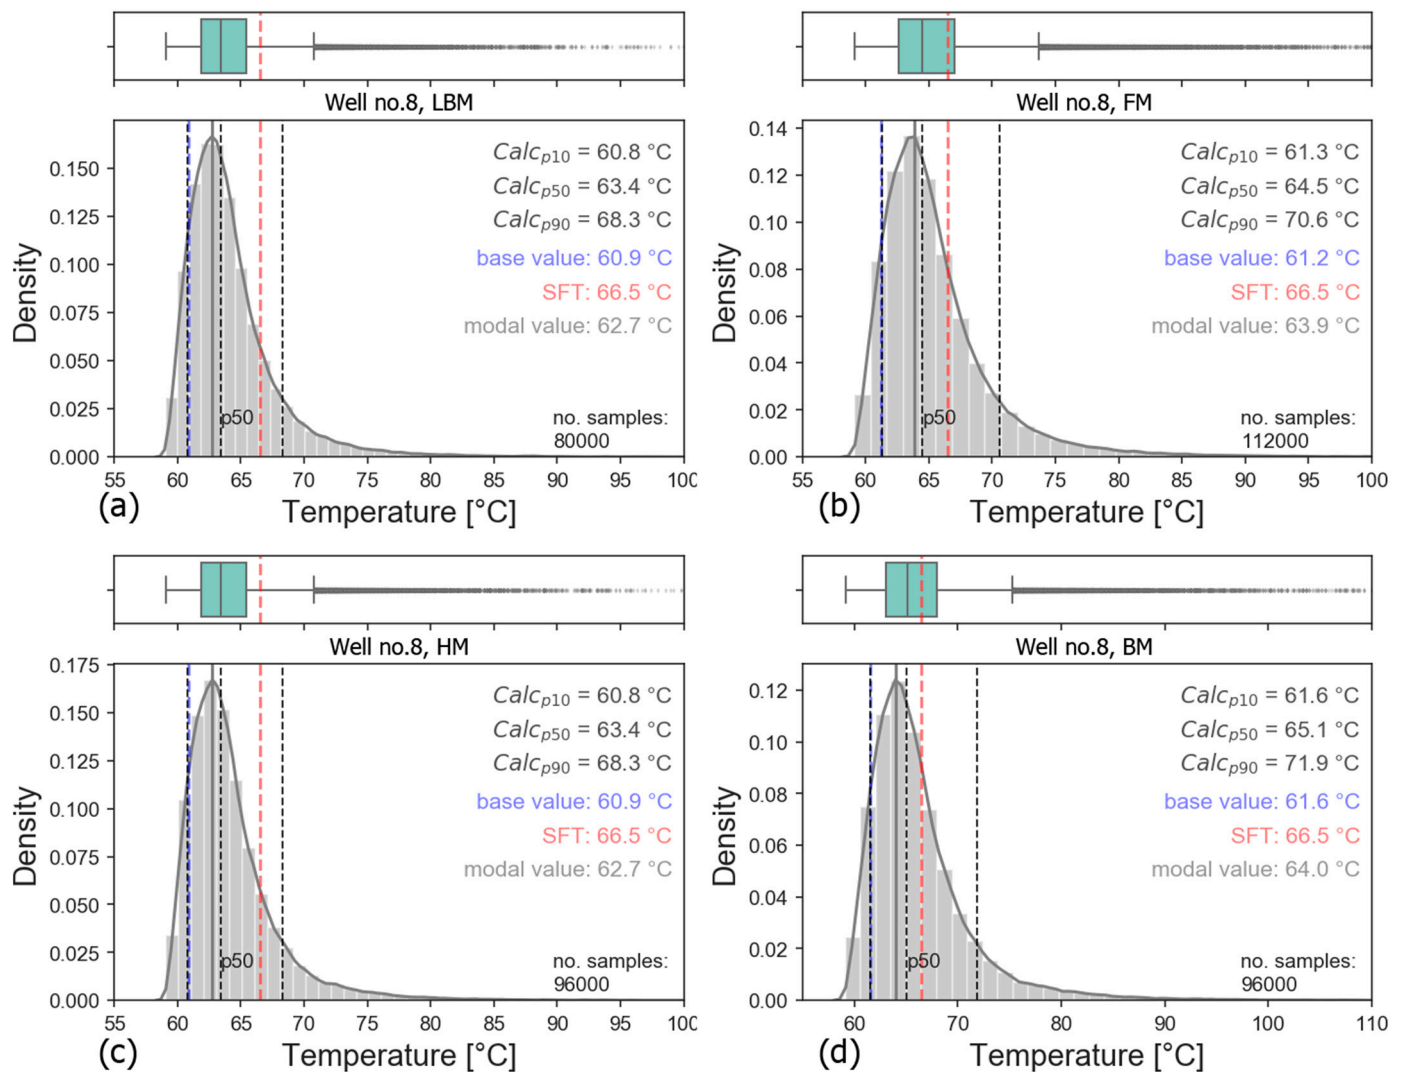 Well no.8, LBM
Density
0.150
0.125
0.100
0.075
0.050
0.025
0.000
Calcp10 = 60.8 °C
Calcp50 = 63.4 °C
Calcp90 = 68.3 °C
base value: 60.9 °C
SFT: 66.5 °C
modal value: 62.7 °C
p50
no. samples:
80000
55 60 65 70 75 80 85 90 95 100
(a)
Temperature [°C]
Well no.8, FM
Density
0.14
0.12
0.10
0.08
0.06
0.04
0.02
0.00
Calcp10 = 61.3 °C
Calcp50 = 64.5 °C
Calcp90 = 70.6 °C
base value: 61.2 °C
SFT: 66.5 °C
modal value: 63.9 °C
p50
no. samples:
112000
55 60 65 70 75 80 85 90 95 100
(b)
Temperature [°C]
Well no.8, HM
Density
0.175
0.150
0.125
0.100
0.075
0.050
0.025
0.000
Calcp10 = 60.8 °C
Calcp50 = 63.4 °C
Calcp90 = 68.3 °C
base value: 60.9 °C
SFT: 66.5 °C
modal value: 62.7 °C
p50
no. samples:
96000
55 60 65 70 75 80 85 90 95 100
(c)
Temperature [°C]
Well no.8, BM
Density
0.12
0.10
0.08
0.06
0.04
0.02
0.00
Calcp10 = 61.6 °C
Calcp50 = 65.1 °C
Calcp90 = 71.9 °C
base value: 61.6 °C
SFT: 66.5 °C
modal value: 64.0 °C
p50
no. samples:
96000
60 70 80 90 100 110
(d)
Temperature [°C]